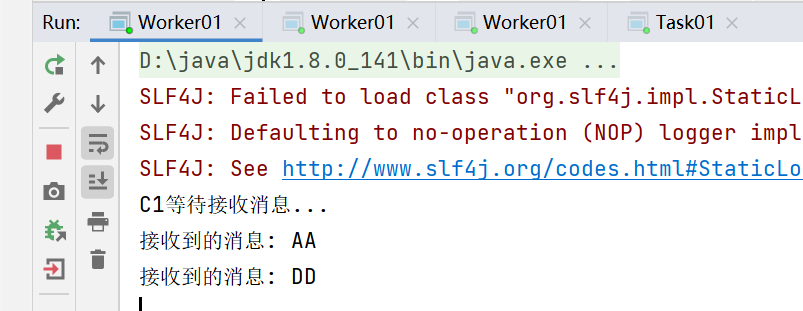 Run: Worker01 Worker01 Worker01 Task01
D:\java\jdk1.8.0_141\bin\java.exe ...
SLF4J: Failed to load class "org.slf4j.impl.StaticL
SLF4J: Defaulting to no-operation (NOP) logger impl
SLF4J: See http://www.slf4j.org/codes.html#StaticLo
C1等待接收消息...
接收到的消息: AA
接收到的消息: DD